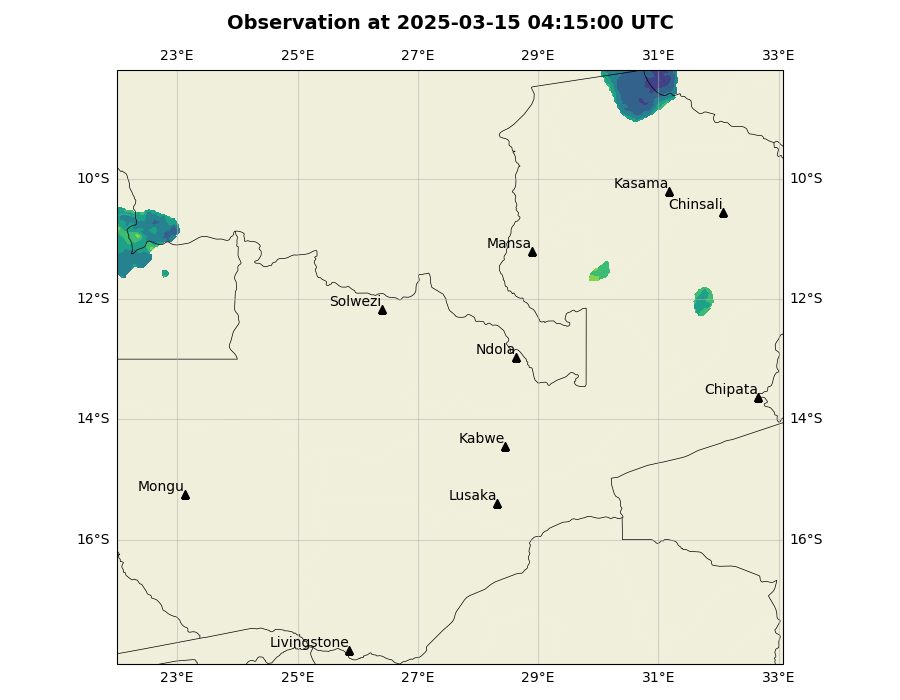 Observation at 2025-03-15 04:15:00 UTC
23°E 25°E 27°E 29°E 31°E 33°E
10°S 10°S
Kasama
Chinsali
Mansa
12°S 12°S
Solwezi
Ndola
Chipata
14°S 14°S
Kabwe
Mongu
Lusaka
16°S 16°S
Livingstone
23°E 25°E 27°E 29°E 31°E 33°E